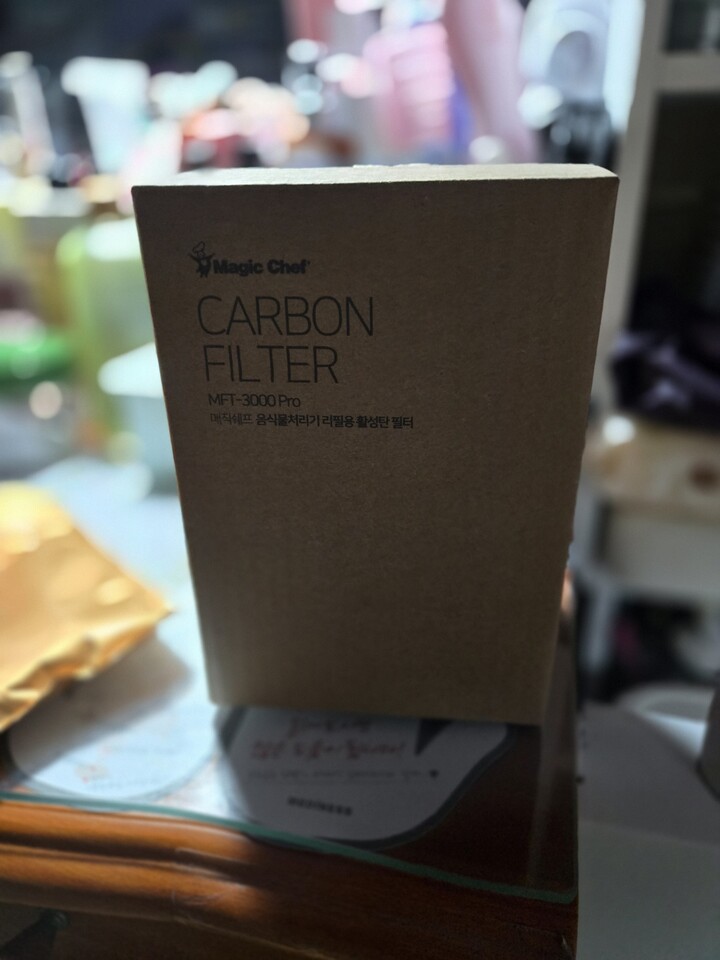 Magic Chef
CARBON
FILTER
MFT-3000 Pro
매직쉐프 음식물처리기 리필용 활성탄 필터